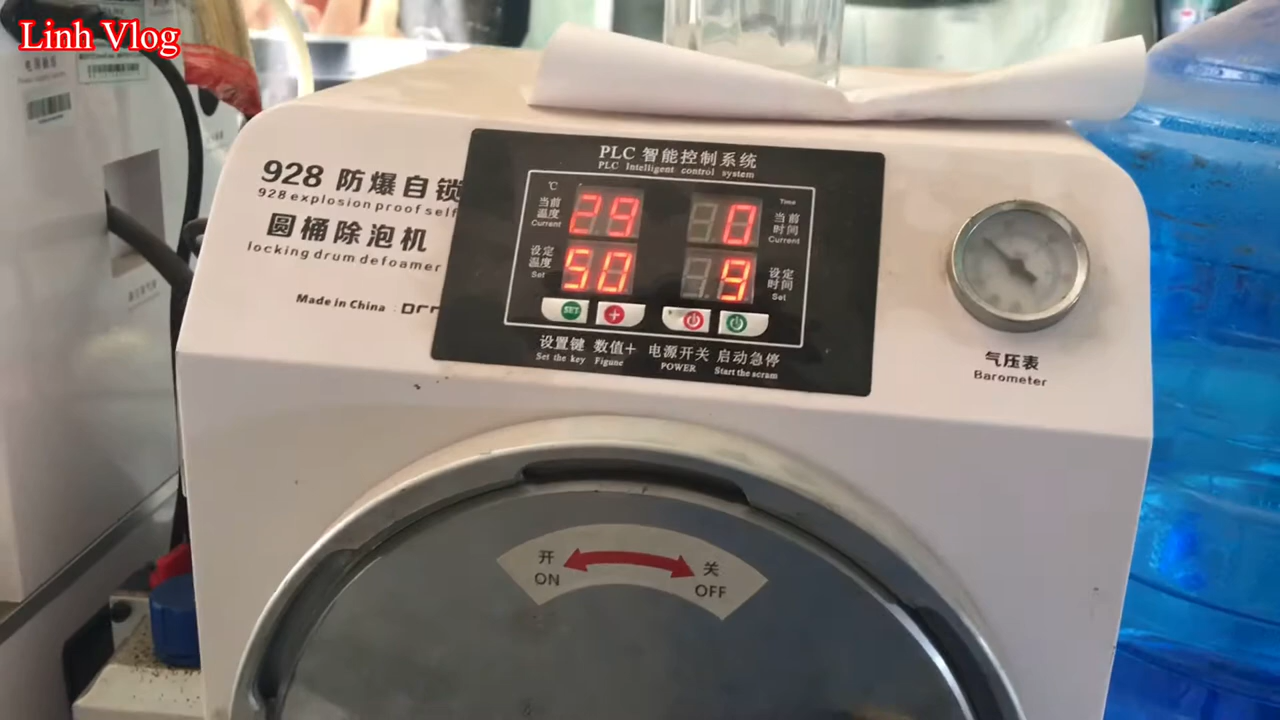 Linh Vlog
928 防爆自锁
928 explosion proof self
圆桶除泡机
locking drum defoamer
Made in China
PLC 智能控制系统
PLC Intelligent control system
℃
当前
温度
Current
29
0
Time
当前
时间
Current
设定
温度
Set
50
9
设定
时间
Set
SET
+
设置键 数值+ 电源开关 启动急停
Set the key Figune POWER Start the scram
气压表
Barometer
开
ON
关
OFF